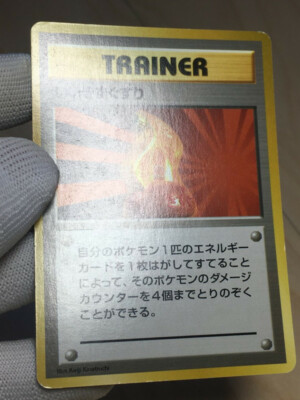 TRAINER
自分のポケモン1匹のエネルギー
カードを1枚はがしてすてること
によって、そのポケモンのダメージ
カウンターを4個までとりのぞく
ことができる。